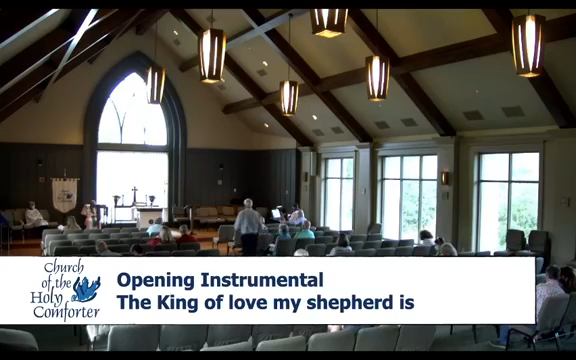 Church
of the
Holy
Comforter
Opening Instrumental
The King of love my shepherd is